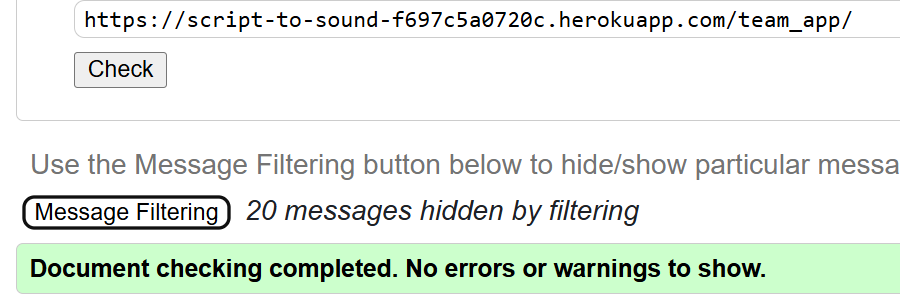 https://script-to-sound-f697c5a0720c.herokuapp.com/team_app/
Check
Use the Message Filtering button below to hide/show particular messa
Message Filtering 20 messages hidden by filtering
Document checking completed. No errors or warnings to show.